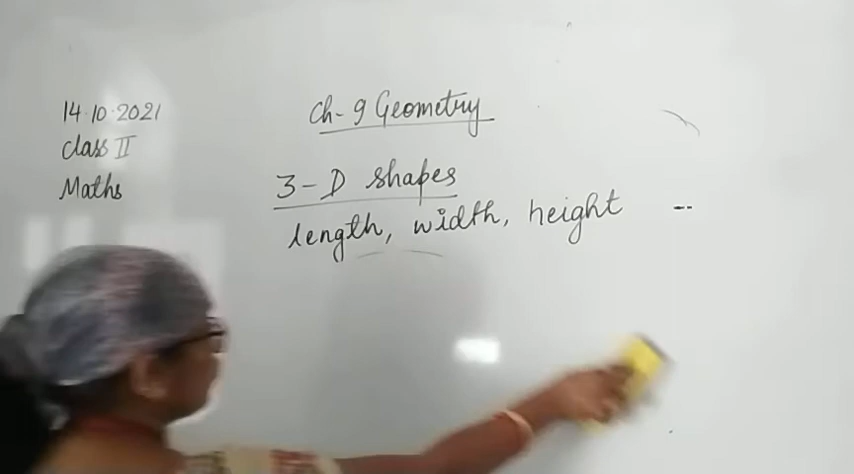 14.10.2021
Class II
Maths
Ch-9 Geometry
3-D shapes
length, width, height --